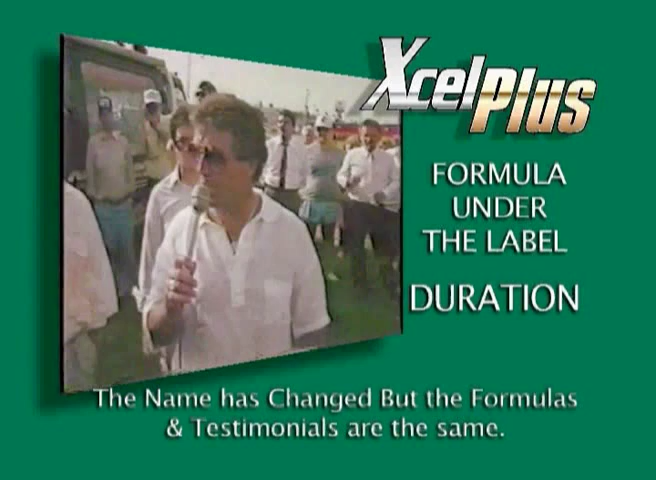 XcelPlus
FORMULA
UNDER
THE LABEL
DURATION
The Name has Changed But the Formulas
& Testimonials are the same.